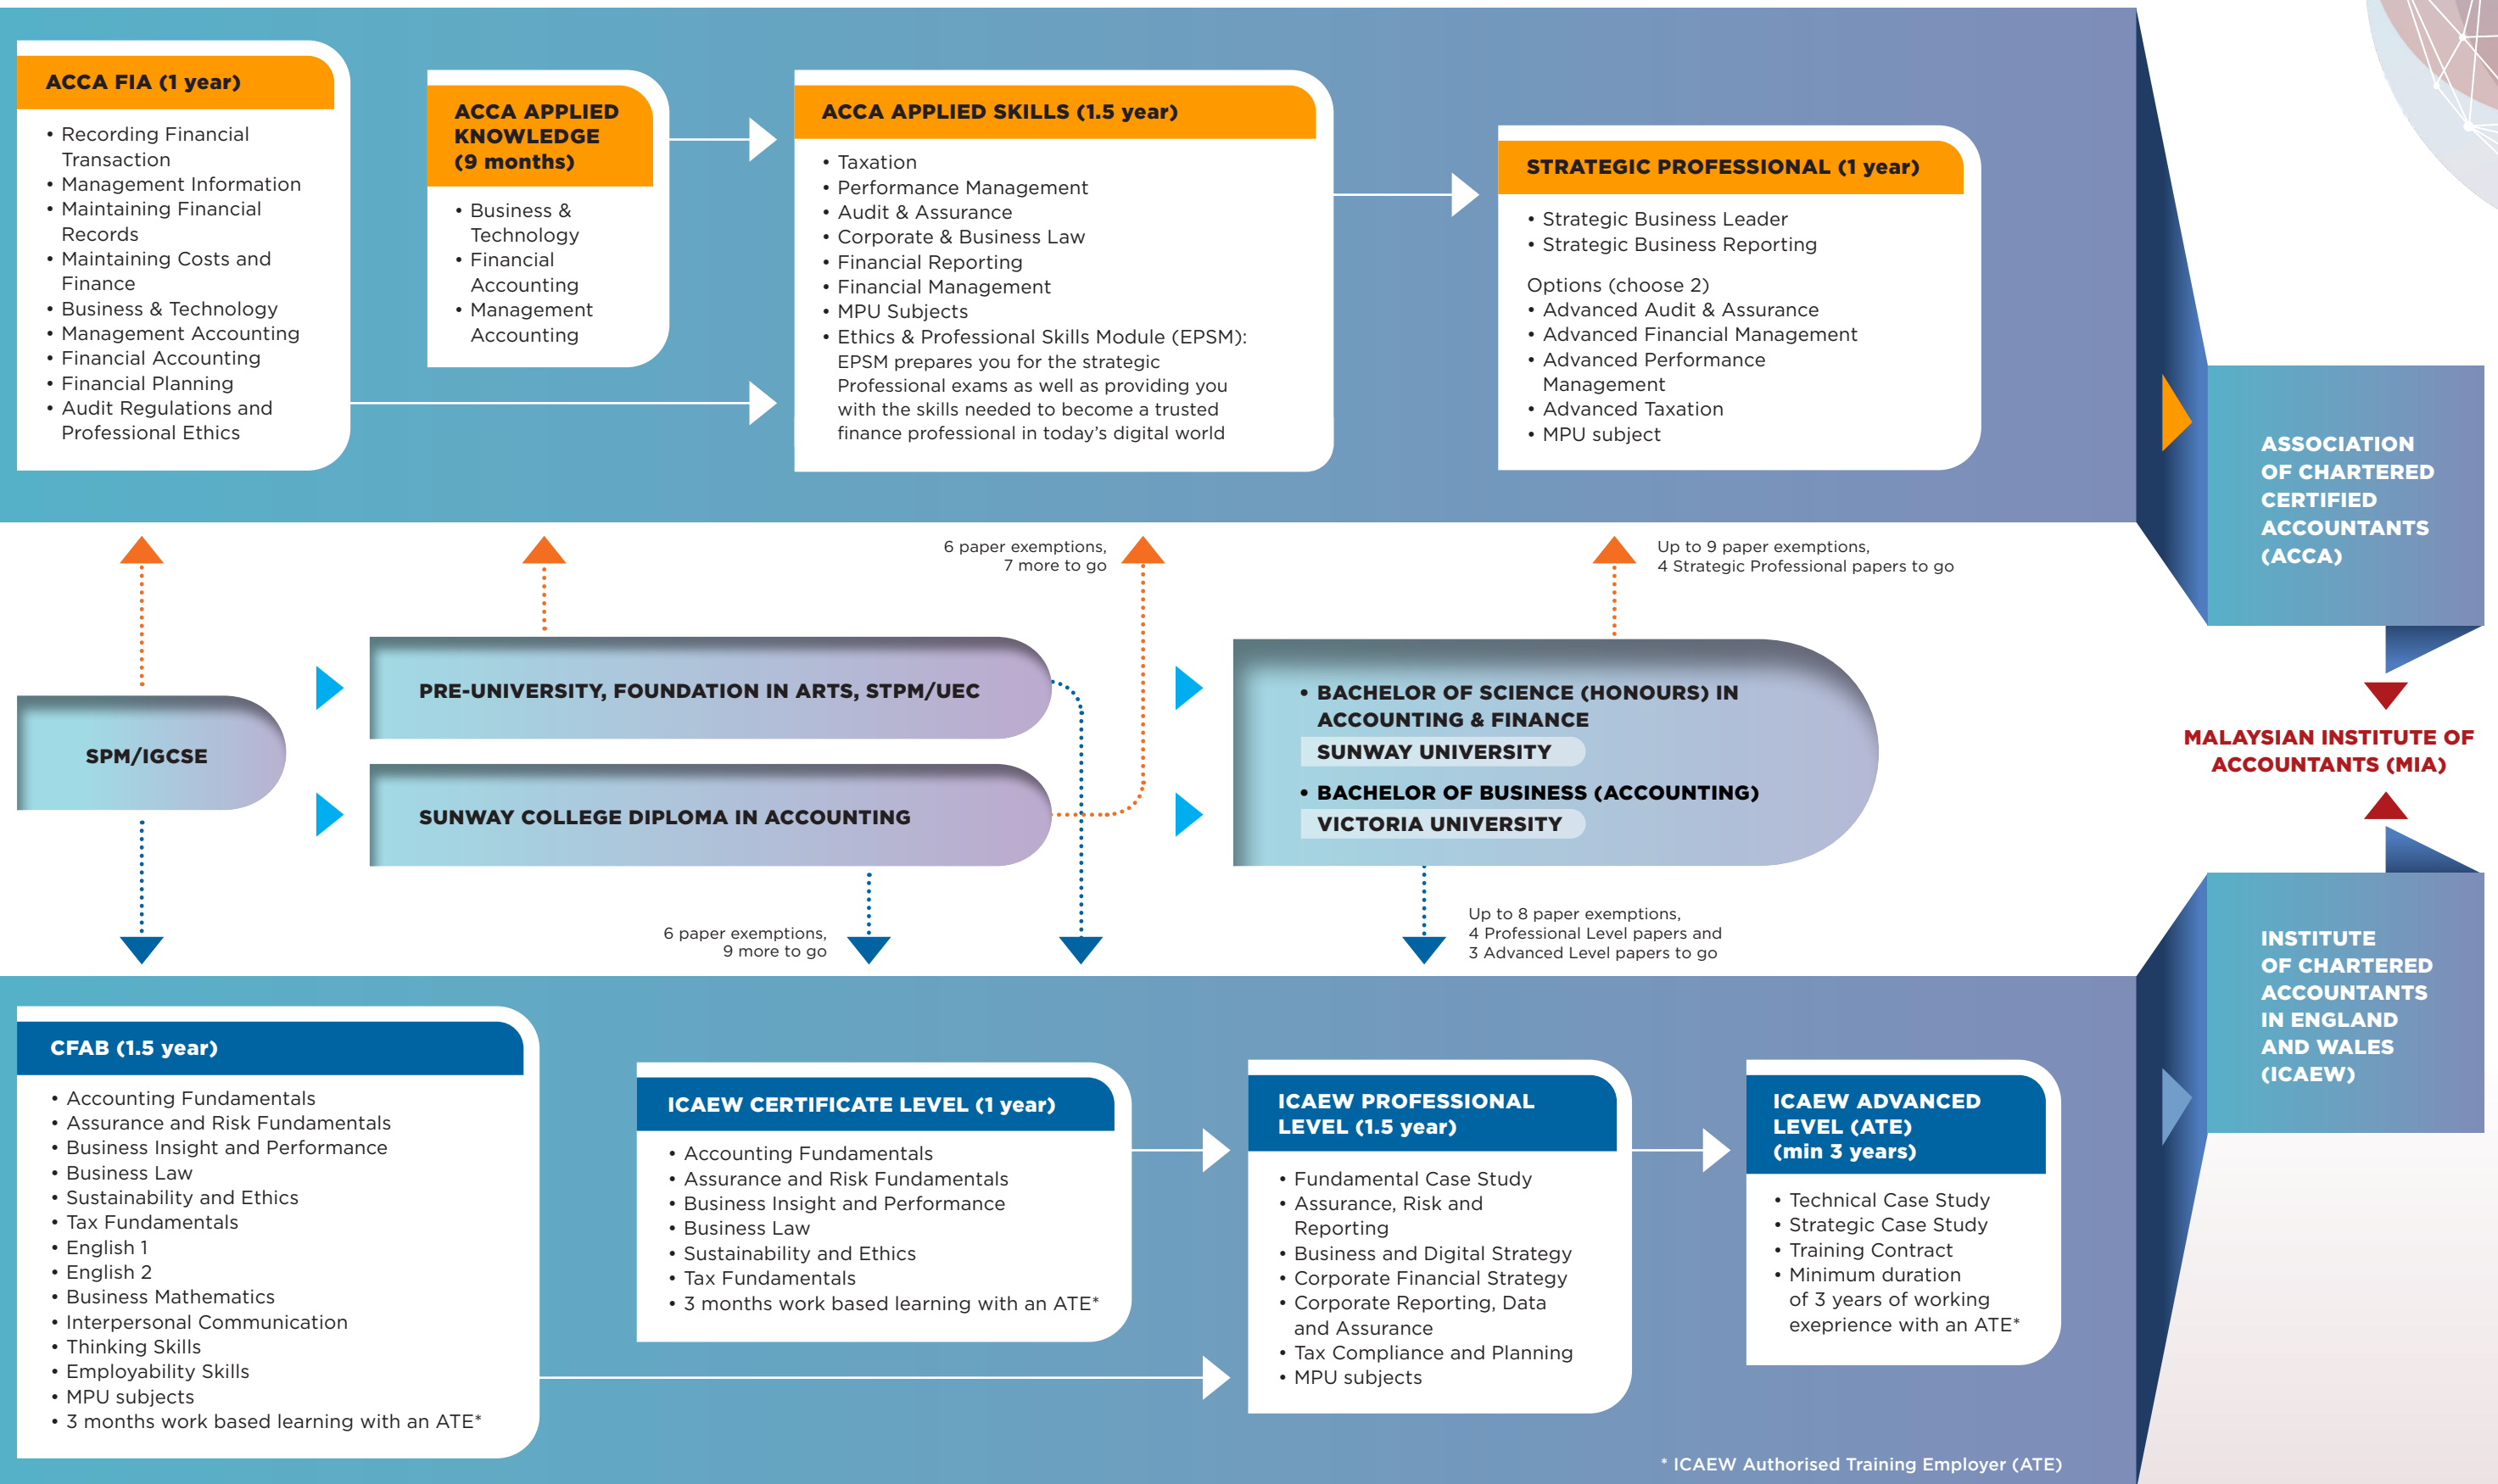 ACCA FIA (1 year)
• Recording Financial
Transaction
• Management Information
• Maintaining Financial
Records
• Maintaining Costs and
Finance
• Business & Technology
• Management Accounting
• Financial Accounting
• Financial Planning
• Audit Regulations and
Professional Ethics
ACCA APPLIED
KNOWLEDGE
(9 months)
• Business &
Technology
• Financial
Accounting
• Management
Accounting
ACCA APPLIED SKILLS (1.5 year)
• Taxation
• Performance Management
• Audit & Assurance
• Corporate & Business Law
• Financial Reporting
• Financial Management
• MPU Subjects
• Ethics & Professional Skills Module (EPSM):
EPSM prepares you for the strategic
Professional exams as well as providing you
with the skills needed to become a trusted
finance professional in today's digital world
STRATEGIC PROFESSIONAL (1 year)
• Strategic Business Leader
• Strategic Business Reporting
Options (choose 2)
• Advanced Audit & Assurance
• Advanced Financial Management
• Advanced Performance
Management
• Advanced Taxation
• MPU subject
ASSOCIATION
OF CHARTERED
CERTIFIED
ACCOUNTANTS
(ACCA)
6 paper exemptions,
7 more to go
Up to 9 paper exemptions,
4 Strategic Professional papers to go
SPM/IGCSE
PRE-UNIVERSITY, FOUNDATION IN ARTS, STPM/UEC
SUNWAY COLLEGE DIPLOMA IN ACCOUNTING
• BACHELOR OF SCIENCE (HONOURS) IN
ACCOUNTING & FINANCE
SUNWAY UNIVERSITY
• BACHELOR OF BUSINESS (ACCOUNTING)
VICTORIA UNIVERSITY
MALAYSIAN INSTITUTE OF
ACCOUNTANTS (MIA)
6 paper exemptions,
9 more to go
Up to 8 paper exemptions,
4 Professional Level papers and
3 Advanced Level papers to go
INSTITUTE
OF CHARTERED
ACCOUNTANTS
IN ENGLAND
AND WALES
(ICAEW)
CFAB (1.5 year)
• Accounting Fundamentals
• Assurance and Risk Fundamentals
• Business Insight and Performance
• Business Law
• Sustainability and Ethics
• Tax Fundamentals
• English 1
• English 2
• Business Mathematics
• Interpersonal Communication
• Thinking Skills
• Employability Skills
• MPU subjects
• 3 months work based learning with an ATE*
ICAEW CERTIFICATE LEVEL (1 year)
• Accounting Fundamentals
• Assurance and Risk Fundamentals
• Business Insight and Performance
• Business Law
• Sustainability and Ethics
• Tax Fundamentals
• 3 months work based learning with an ATE*
ICAEW PROFESSIONAL
LEVEL (1.5 year)
• Fundamental Case Study
• Assurance, Risk and
Reporting
• Business and Digital Strategy
• Corporate Financial Strategy
• Corporate Reporting, Data
and Assurance
• Tax Compliance and Planning
• MPU subjects
ICAEW ADVANCED
LEVEL (ATE)
(min 3 years)
• Technical Case Study
• Strategic Case Study
• Training Contract
• Minimum duration
of 3 years of working
exeprience with an ATE*
* ICAEW Authorised Training Employer (ATE)